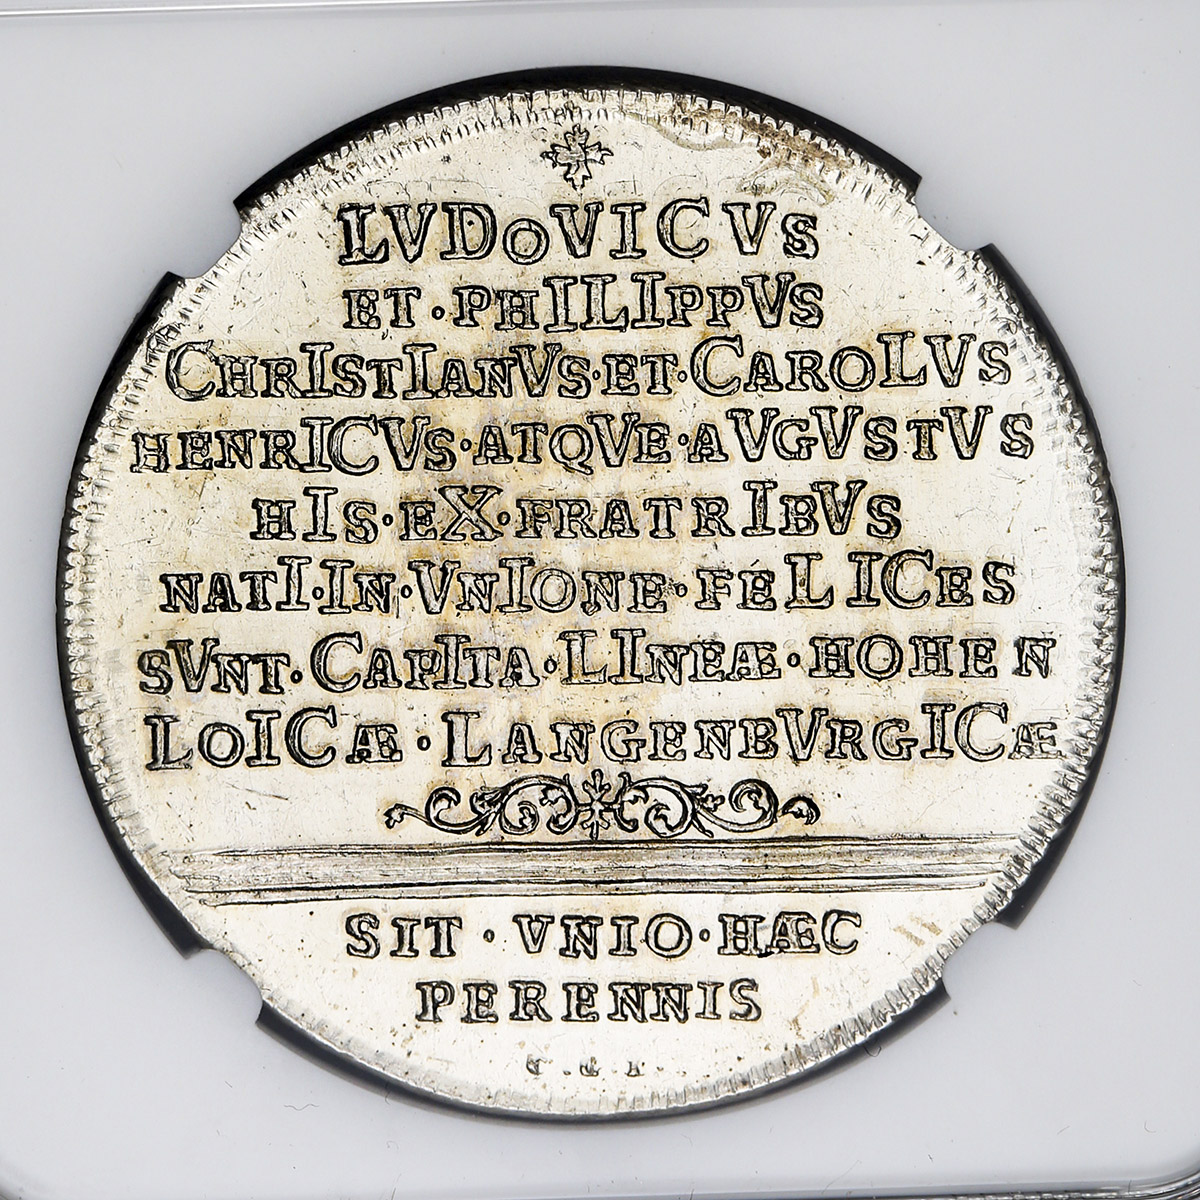 LVDOVICVS
ET·PHILIPPVS
CHRISTIANVS·ET·CAROLVS
HENRICVS·ATQVE·AVGVSTVS
HIS·EX·FRATRIBVS
NATI·IN·VNIONE·FELICES
SVNT·CAPITA·LINEÆ·HOHEN
LOICÆ·LANGENBVRGICÆ
SIT·VNIO·HÆC
PERENNIS